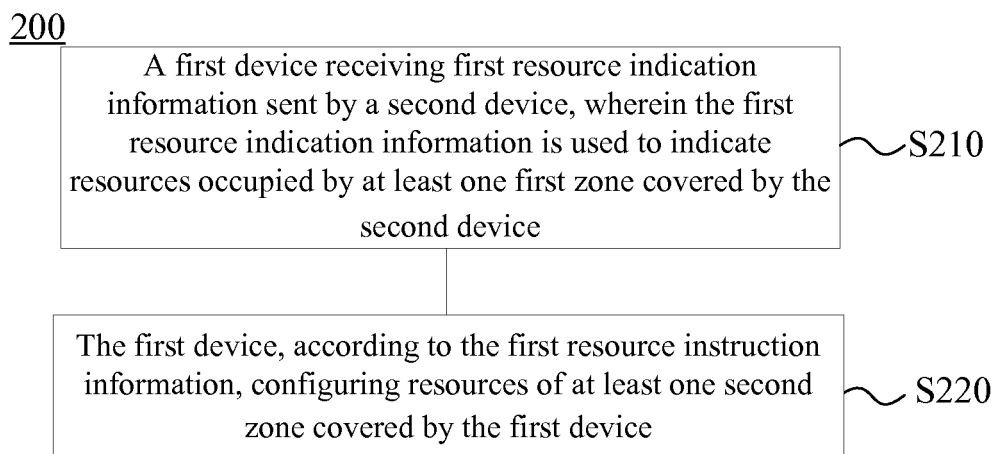 200
A first device receiving first resource indication
information sent by a second device, wherein the first
resource indication information is used to indicate
resources occupied by at least one first zone covered by the
second device
S210
The first device, according to the first resource instruction
information, configuring resources of at least one second
zone covered by the first device
S220